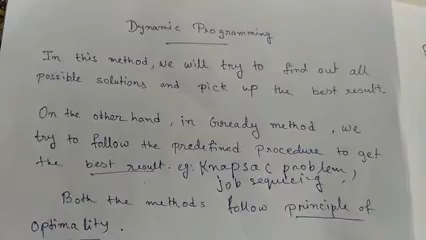 Dynamic Programming
In this method, we will try to find out all
possible solutions and pick up the best result.
On the other hand, in Gready method, we
try to follow the predefined procedure to get
the best result. eg: Knapsac problem,
job sequecing.
Both the methods follow principle of
optimality.